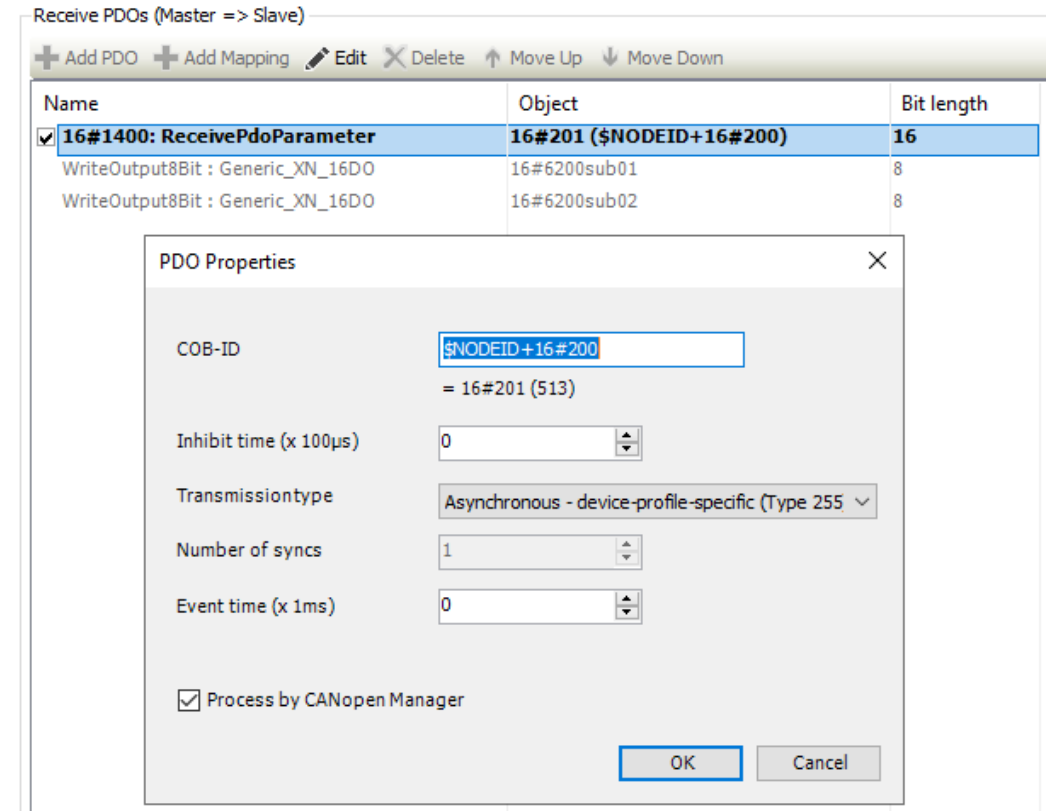 Receive PDOs (Master => Slave)
Add PDO Add Mapping Edit Delete Move Up Move Down
Name Object Bit length
16#1400: ReceivePdoParameter 16#201 ($NODEID+16#200) 16
WriteOutput8Bit : Generic_XN_16DO 16#6200sub01 8
WriteOutput8Bit : Generic_XN_16DO 16#6200sub02 8
PDO Properties
COB-ID $NODEID+16#200
= 16#201 (513)
Inhibit time (x 100µs) 0
Transmissiontype Asynchronous - device-profile-specific (Type 255
Number of syncs 1
Event time (x 1ms) 0
Process by CANopen Manager
OK Cancel